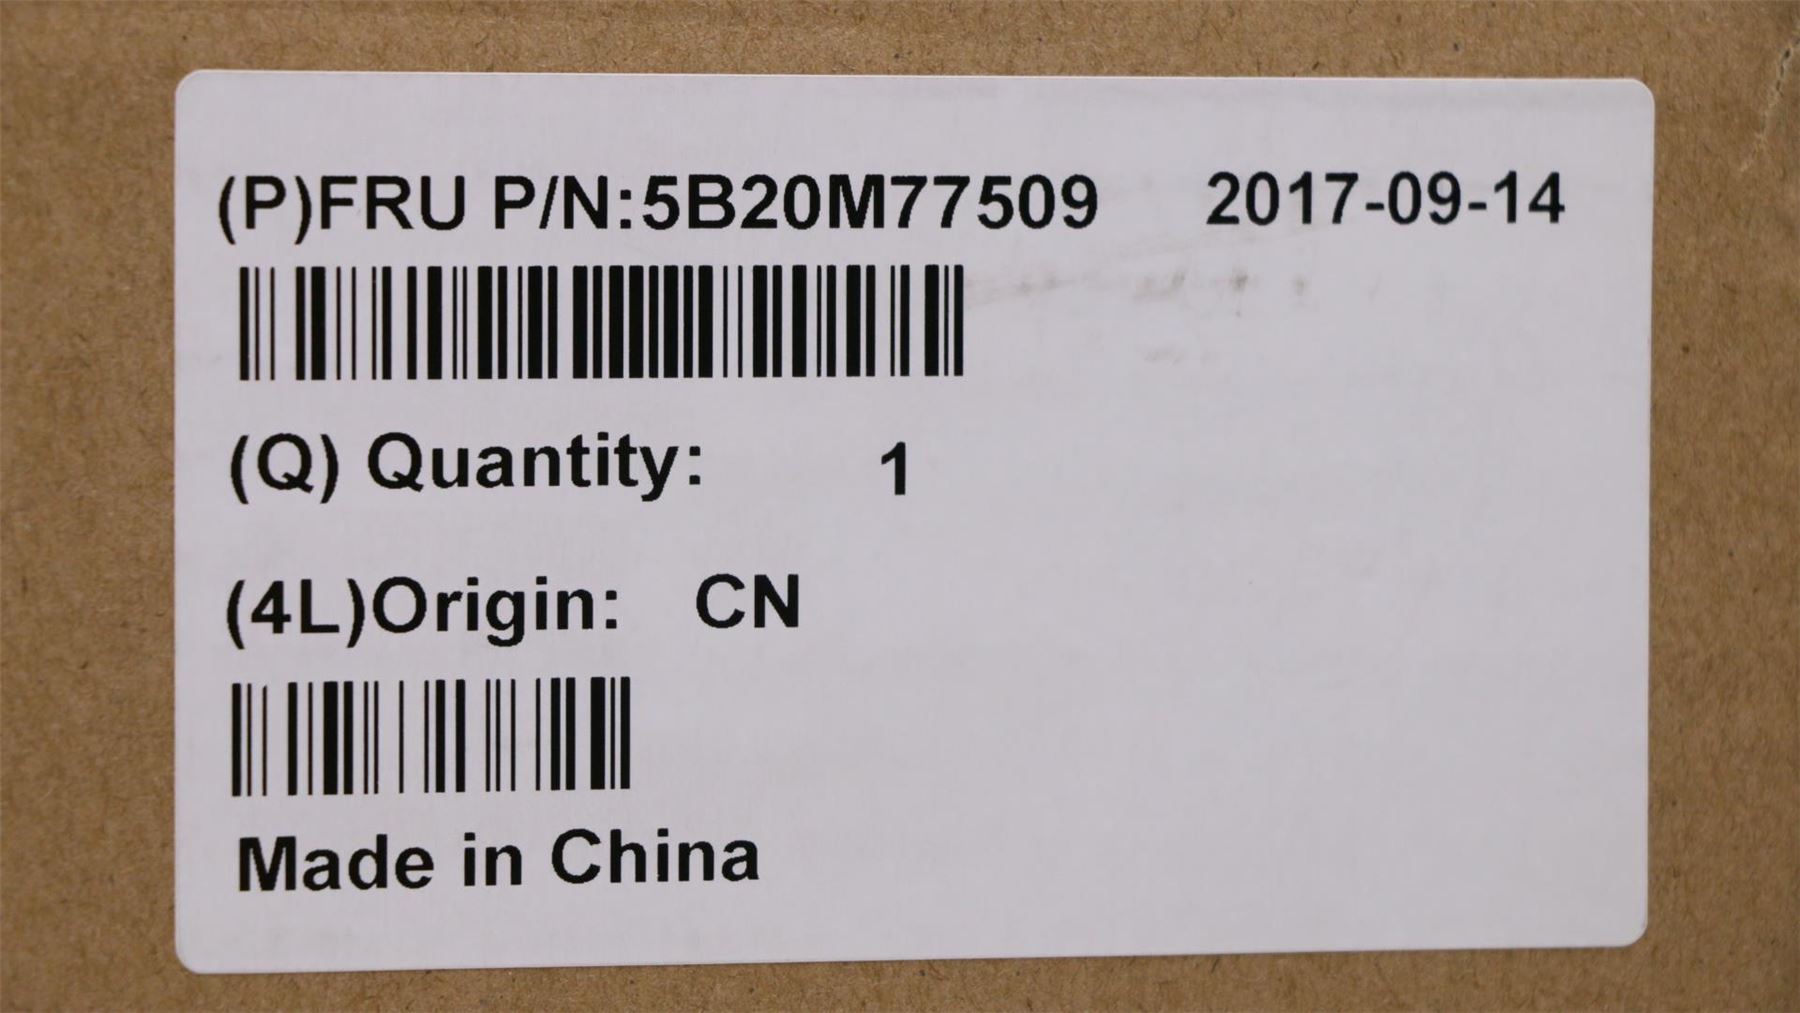 (P)FRU P/N:5B20M77509 2017-09-14
(Q) Quantity: 1
(4L)Origin: CN
Made in China